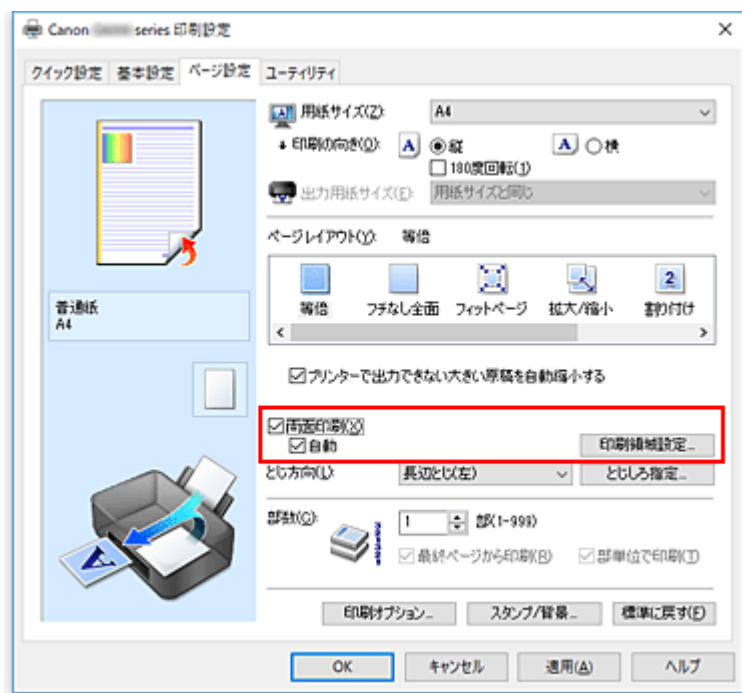 Canon series 印刷設定
クイック設定 基本設定 ページ設定 ユーティリティ
用紙サイズ(Z): A4
印刷の向き(O): A 縦 A 横
180度回転(1)
出力用紙サイズ(E): 用紙サイズと同じ
ページレイアウト(Y): 等倍
等倍 フチなし全面 フィットページ 拡大/縮小 割り付け
2
普通紙
A4
プリンターで出力できない大きい原稿を自動縮小する
両面印刷(X)
自動 印刷領域設定...
とじ方向(L): 長辺とじ(左) とじしろ指定...
部数(C): 1 部(1-999)
最終ページから印刷(R) 部単位で印刷(T)
印刷オプション... スタンプ/背景... 標準に戻す(F)
OK キャンセル 適用(A) ヘルプ